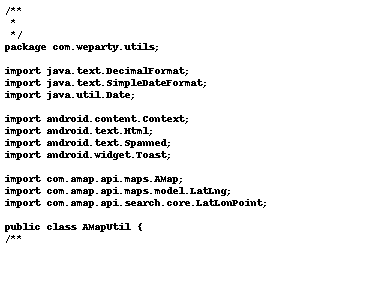 /**
*
*/
package com.weparty.utils;
import java.text.DecimalFormat;
import java.text.SimpleDateFormat;
import java.util.Date;
import android.content.Context;
import android.text.Html;
import android.text.Spanned;
import android.widget.Toast;
import com.amap.api.maps.AMap;
import com.amap.api.maps.model.LatLng;
import com.amap.api.search.core.LatLonPoint;
public class AMapUtil {
/**